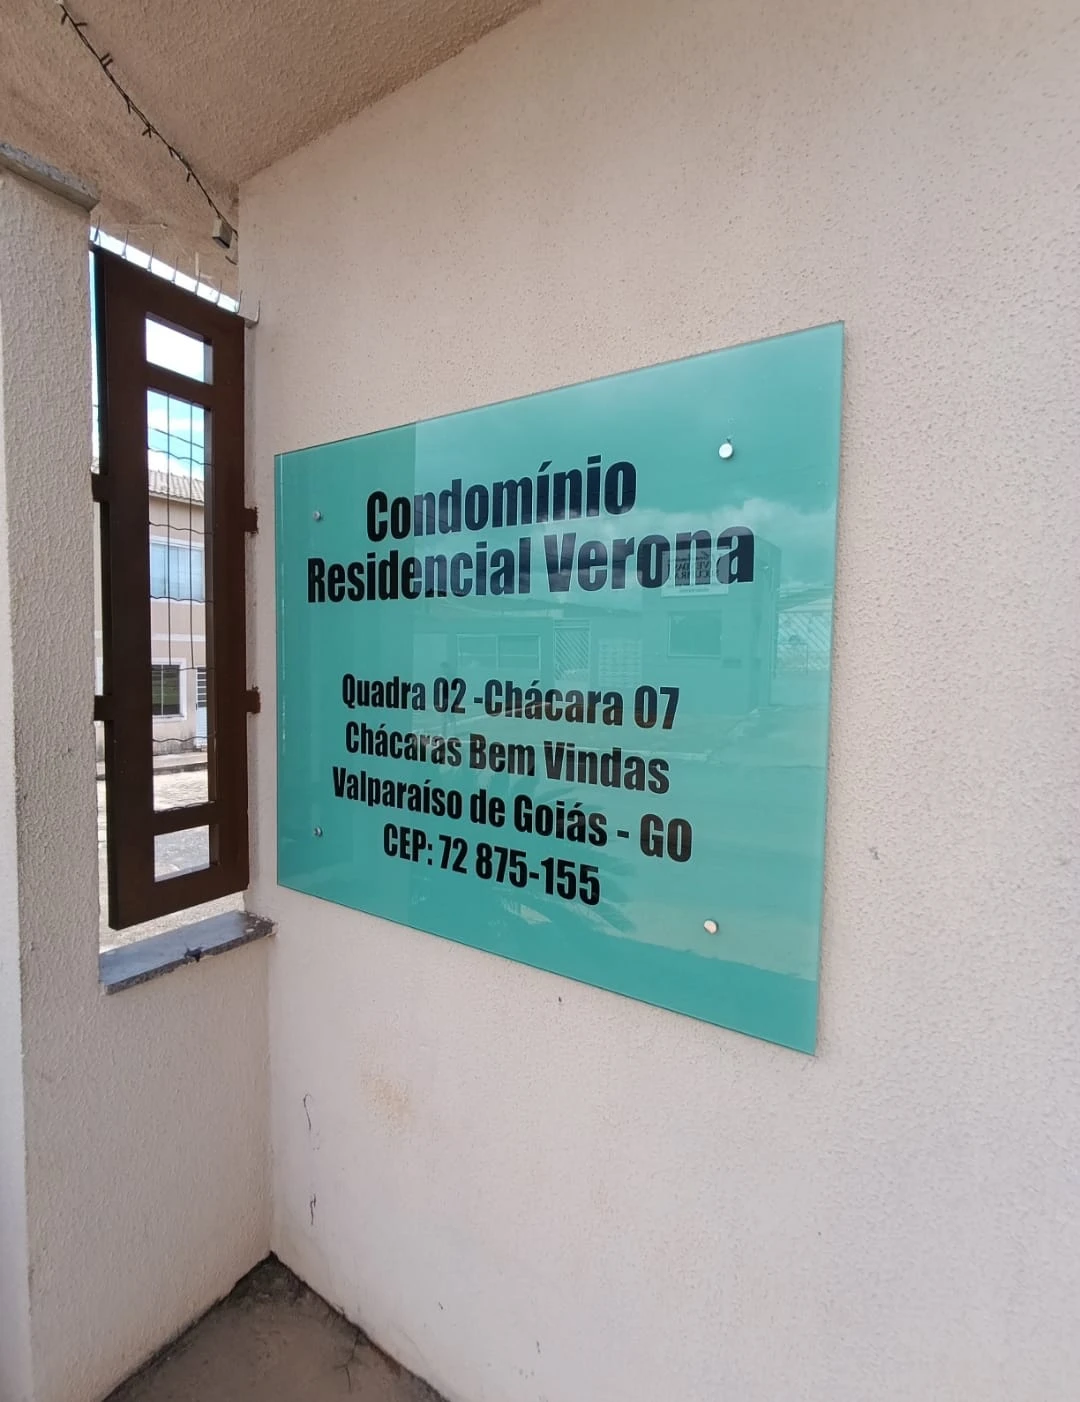 Condomínio
Residencial Verona
Quadra 02 -Chácara 07
Chácaras Bem Vindas
Valparaíso de Goiás - GO
CEP: 72 875-155